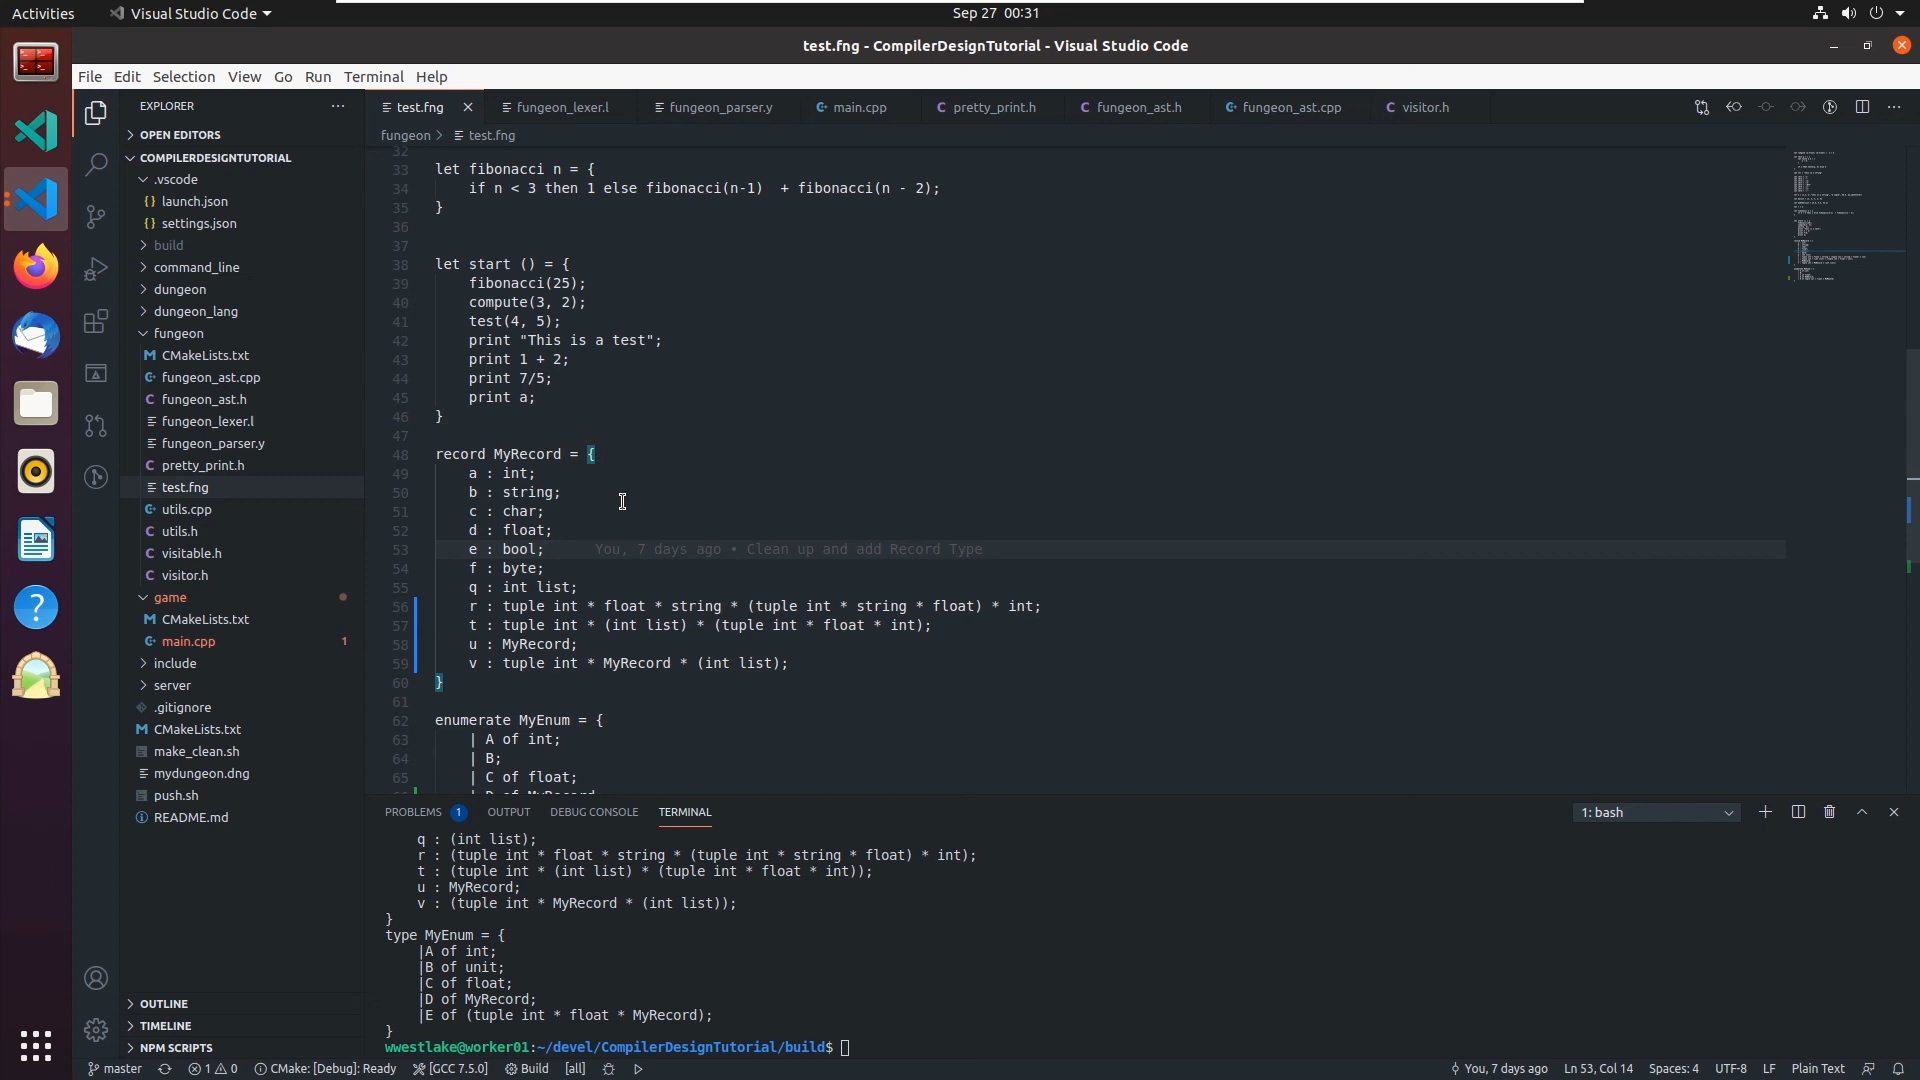 Activities
Visual Studio Code
Sep 27 00:31
test.fng - CompilerDesignTutorial - Visual Studio Code
File Edit Selection View Go Run Terminal Help
EXPLORER
OPEN EDITORS
COMPILERDESIGNTUTORIAL
.vscode
launch.json
settings.json
build
command_line
dungeon
dungeon_lang
fungeon
CMakeLists.txt
fungeon_ast.cpp
fungeon_ast.h
fungeon_lexer.l
fungeon_parser.y
pretty_print.h
test.fng
utils.cpp
utils.h
visitable.h
visitor.h
game
CMakeLists.txt
main.cpp 1
include
server
.gitignore
CMakeLists.txt
make_clean.sh
mydungeon.dng
push.sh
README.md
OUTLINE
TIMELINE
NPM SCRIPTS
test.fng fungeon_lexer.l fungeon_parser.y main.cpp pretty_print.h fungeon_ast.h fungeon_ast.cpp visitor.h
fungeon > test.fng
32
33 let fibonacci n = {
34 if n < 3 then 1 else fibonacci(n-1)  + fibonacci(n - 2);
35 }
36
37
38 let start () = {
39 fibonacci(25);
40 compute(3, 2);
41 test(4, 5);
42 print "This is a test";
43 print 1 + 2;
44 print 7/5;
45 print a;
46 }
47
48 record MyRecord = {
49 a : int;
50 b : string;
51 c : char;
52 d : float;
53 e : bool; You, 7 days ago • Clean up and add Record Type
54 f : byte;
55 q : int list;
56 r : tuple int * float * string * (tuple int * string * float) * int;
57 t : tuple int * (int list) * (tuple int * float * int);
58 u : MyRecord;
59 v : tuple int * MyRecord * (int list);
60 }
61
62 enumerate MyEnum = {
63 | A of int;
64 | B;
65 | C of float;
| D of MyRecord
PROBLEMS 1 OUTPUT DEBUG CONSOLE TERMINAL
1: bash
q : (int list);
r : (tuple int * float * string * (tuple int * string * float) * int);
t : (tuple int * (int list) * (tuple int * float * int));
u : MyRecord;
v : (tuple int * MyRecord * (int list));
}
type MyEnum = {
|A of int;
|B of unit;
|C of float;
|D of MyRecord;
|E of (tuple int * float * MyRecord);
}
wwestlake@worker01:~/devel/CompilerDesignTutorial/build$
master 1 0 CMake: [Debug]: Ready [GCC 7.5.0] Build [all] You, 7 days ago Ln 53, Col 14 Spaces: 4 UTF-8 LF Plain Text